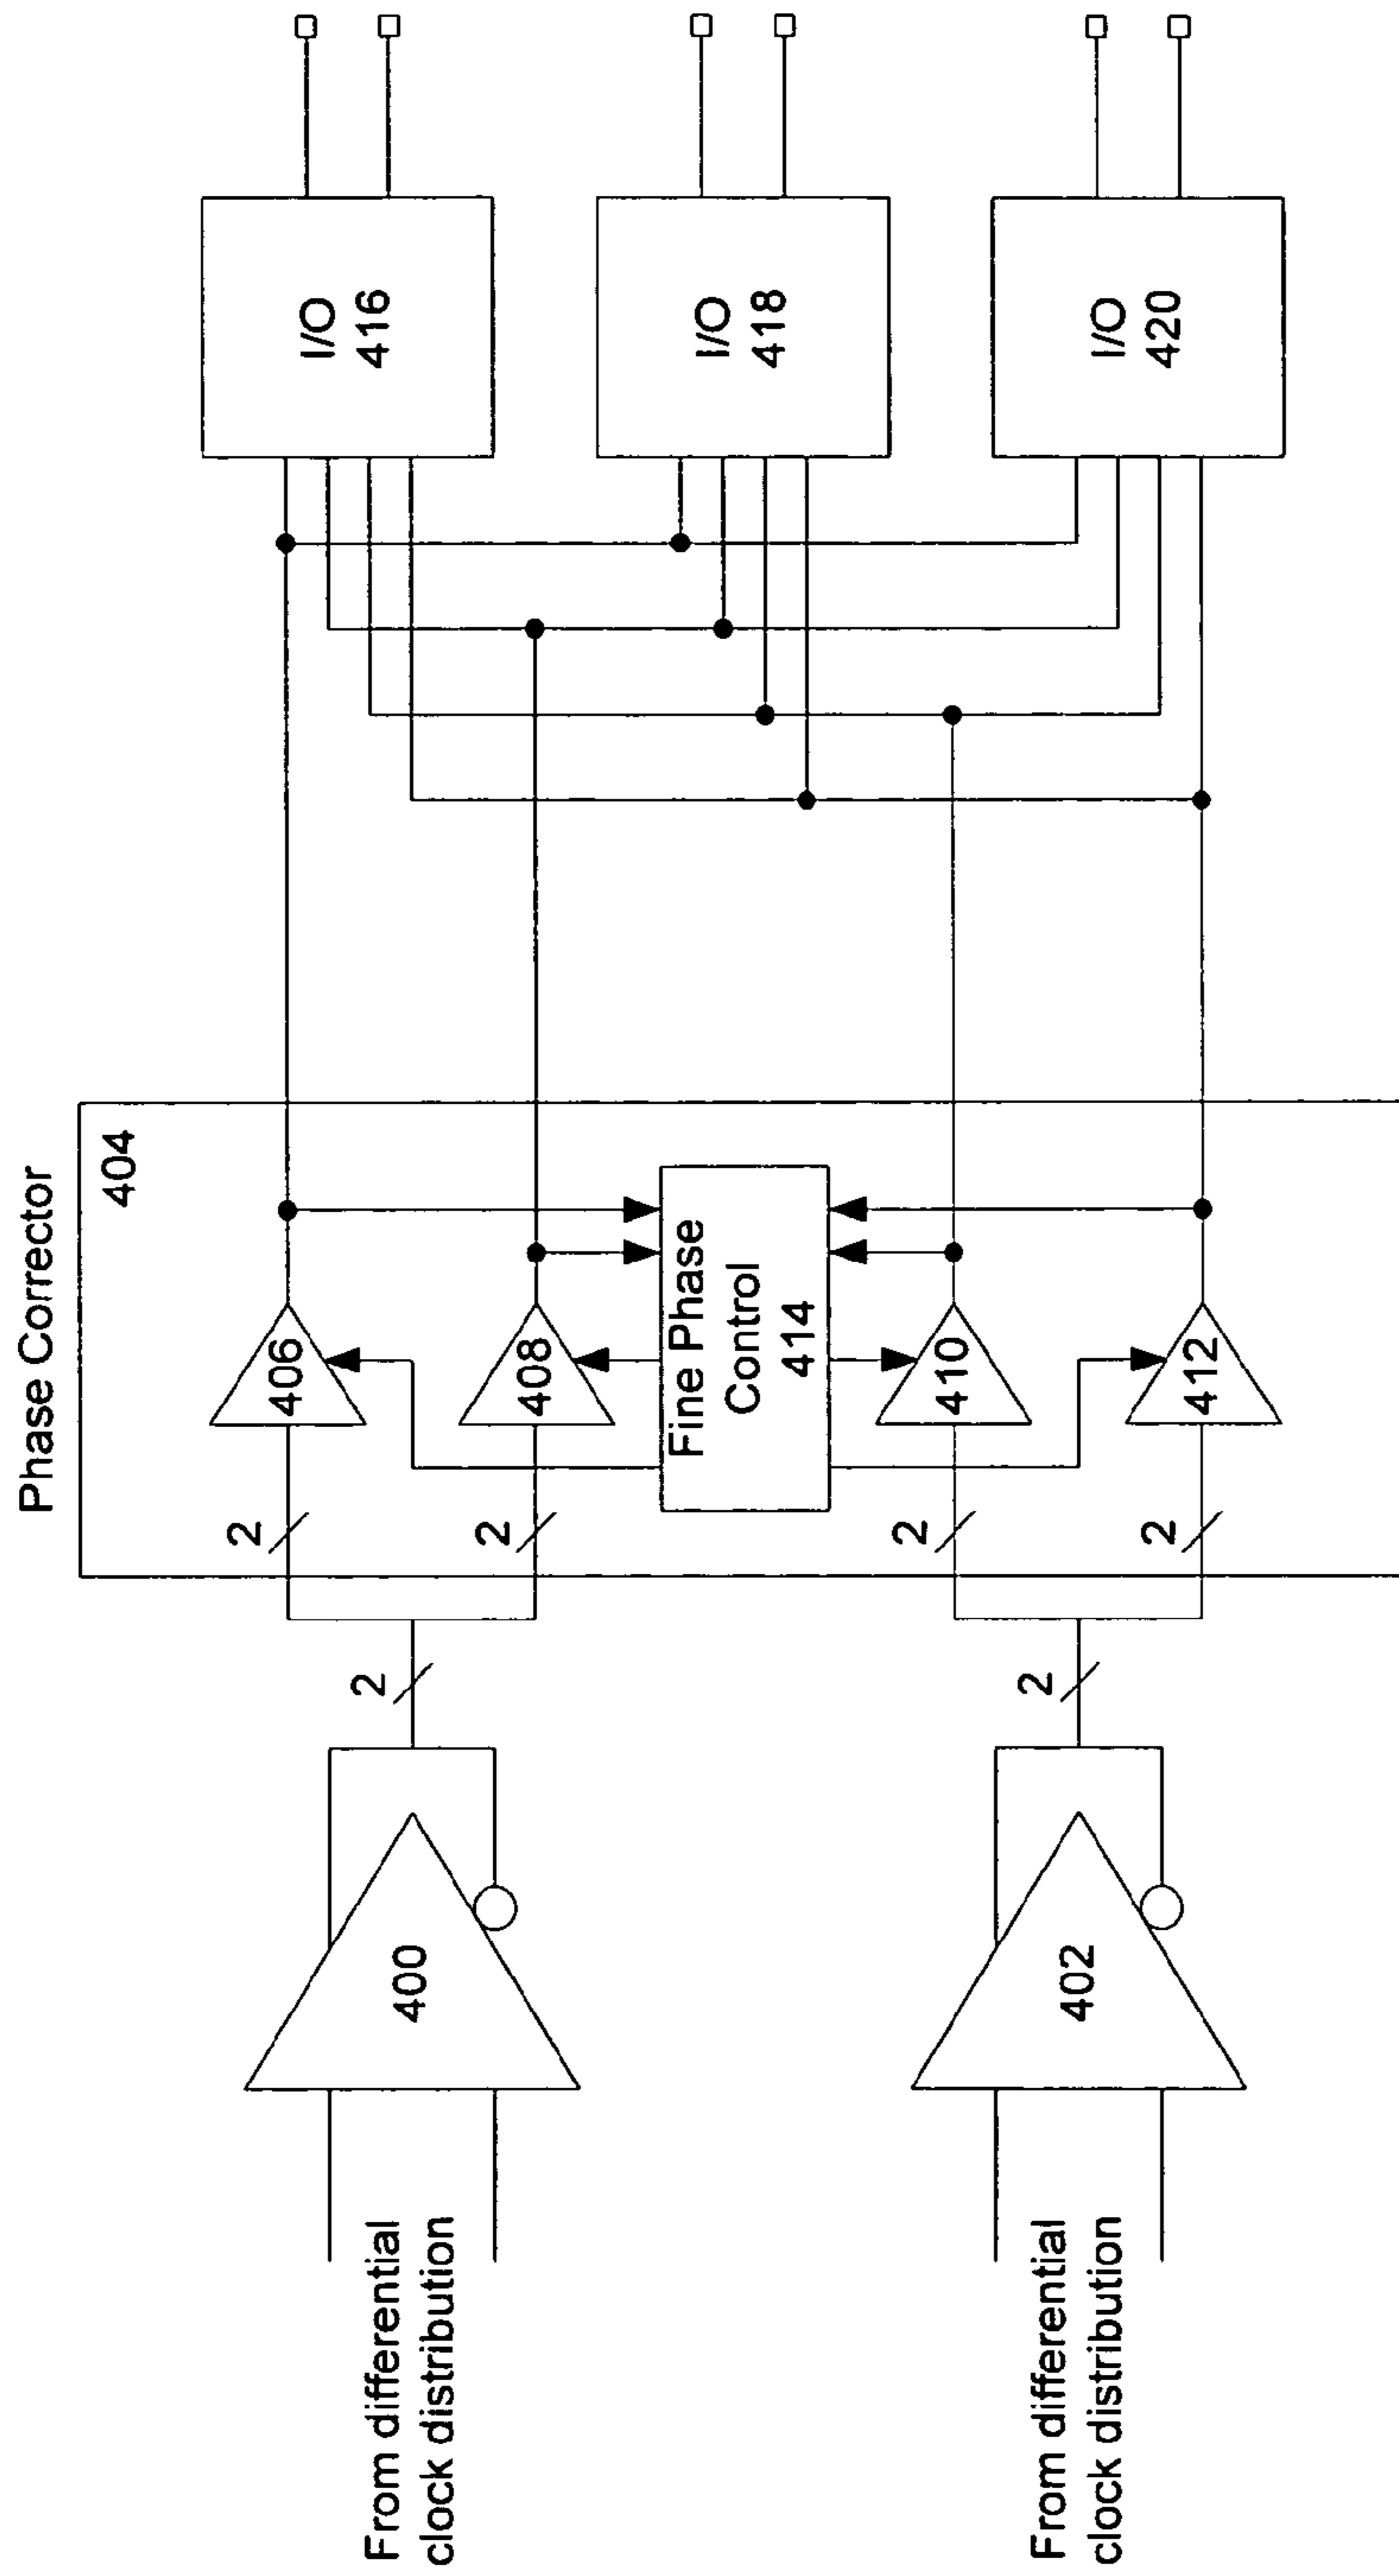 Phase Corrector
404
From differential
clock distribution
400
2
2
406
2
408
Fine Phase
Control
414
From differential
clock distribution
402
2
2
410
2
412
I/O
416
I/O
418
I/O
420